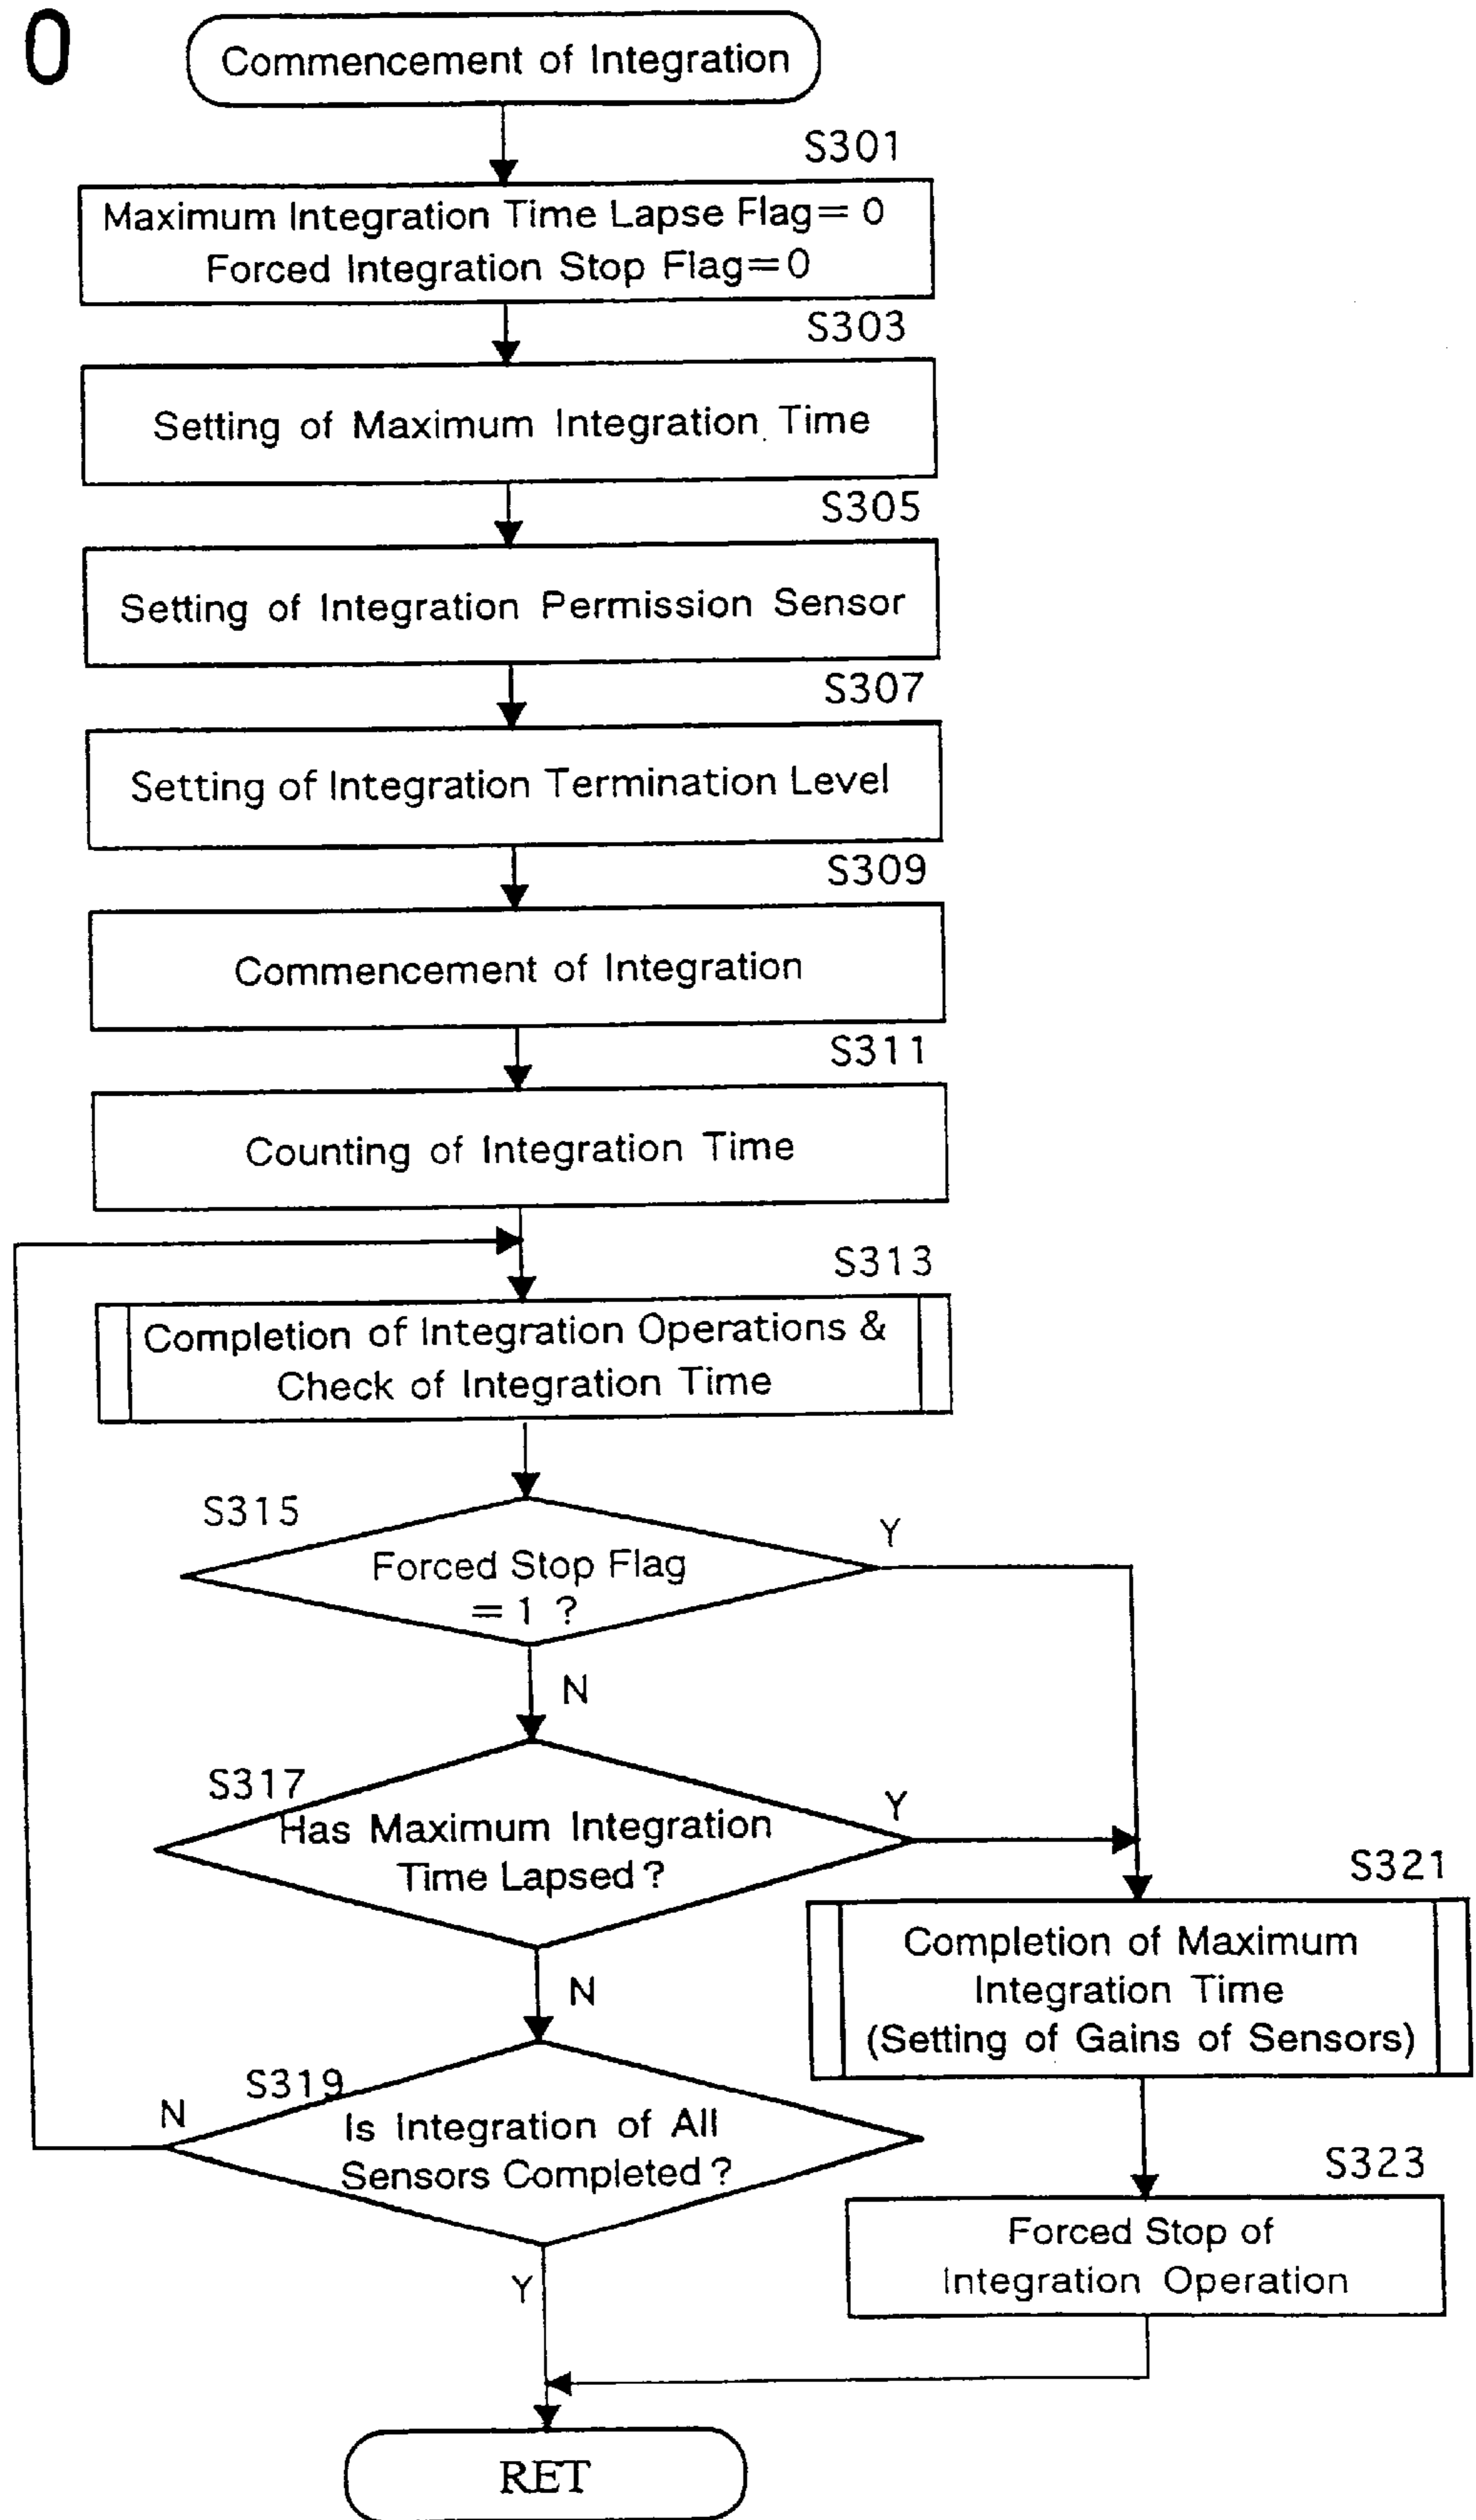 0
Commencement of Integration
S301
Maximum Integration Time Lapse Flag=0
Forced Integration Stop Flag=0
S303
Setting of Maximum Integration Time
S305
Setting of Integration Permission Sensor
S307
Setting of Integration Termination Level
S309
Commencement of Integration
S311
Counting of Integration Time
S313
Completion of Integration Operations &
Check of Integration Time
S315
Forced Stop Flag
=1 ?
Y
N
S317
Has Maximum Integration
Time Lapsed?
Y
N
S321
Completion of Maximum
Integration Time
(Setting of Gains of Sensors)
S319
N
Is Integration of All
Sensors Completed?
Y
S323
Forced Stop of
Integration Operation
RET